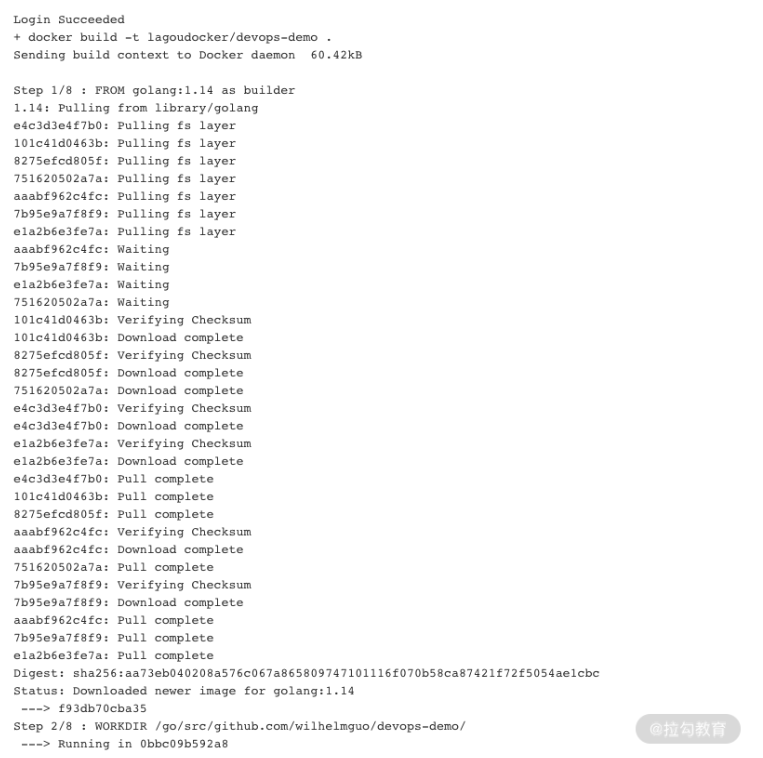 Login Succeeded
+ docker build -t lagoudocker/devops-demo .
Sending build context to Docker daemon  60.42kB
Step 1/8 : FROM golang:1.14 as builder
1.14: Pulling from library/golang
e4c3d3e4f7b0: Pulling fs layer
101c41d0463b: Pulling fs layer
8275efcd805f: Pulling fs layer
751620502a7a: Pulling fs layer
aaabf962c4fc: Pulling fs layer
7b95e9a7f8f9: Pulling fs layer
e1a2b6e3fe7a: Pulling fs layer
aaabf962c4fc: Waiting
7b95e9a7f8f9: Waiting
e1a2b6e3fe7a: Waiting
751620502a7a: Waiting
101c41d0463b: Verifying Checksum
101c41d0463b: Download complete
8275efcd805f: Verifying Checksum
8275efcd805f: Download complete
751620502a7a: Download complete
e4c3d3e4f7b0: Verifying Checksum
e4c3d3e4f7b0: Download complete
e1a2b6e3fe7a: Verifying Checksum
e1a2b6e3fe7a: Download complete
e4c3d3e4f7b0: Pull complete
101c41d0463b: Pull complete
8275efcd805f: Pull complete
aaabf962c4fc: Verifying Checksum
aaabf962c4fc: Download complete
751620502a7a: Pull complete
7b95e9a7f8f9: Verifying Checksum
7b95e9a7f8f9: Download complete
aaabf962c4fc: Pull complete
7b95e9a7f8f9: Pull complete
e1a2b6e3fe7a: Pull complete
Digest: sha256:aa73eb040208a576c067a865809747101116f070b58ca87421f72f5054ae1cbc
Status: Downloaded newer image for golang:1.14
 ---> f93db70cba35
Step 2/8 : WORKDIR /go/src/github.com/wilhelmguo/devops-demo/
 ---> Running in 0bbc09b592a8
@拉勾教育